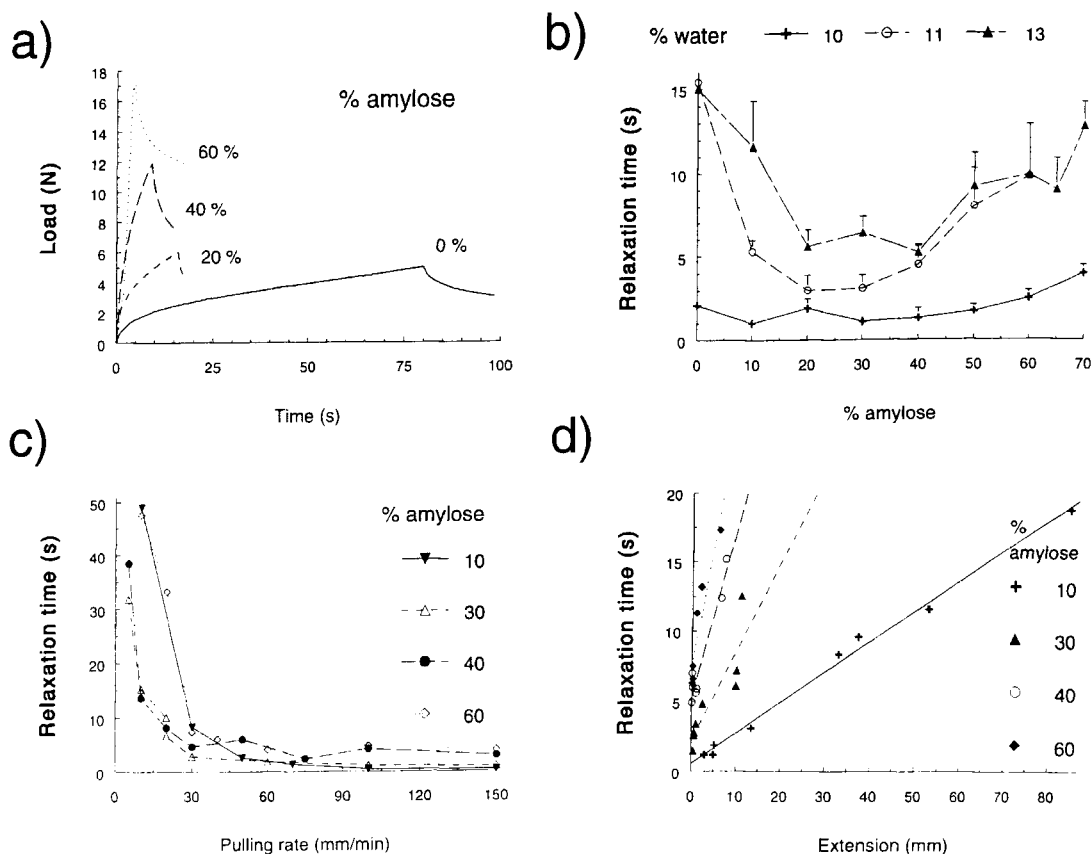 a)
% amylose
Load (N)
18
16
14
12
10
8
6
4
2
0
60 %
40 %
20 %
0 %
0 25 50 75 100
Time (s)
b)
% water 10 11 13
Relaxation time (s)
15
10
5
0
0 10 20 30 40 50 60 70
% amylose
c)
% amylose
10
30
40
60
Relaxation time (s)
50
40
30
20
10
0
0 30 60 90 120 150
Pulling rate (mm/min)
d)
%
amylose
10
30
40
60
Relaxation time (s)
20
15
10
5
0
0 10 20 30 40 50 60 70 80
Extension (mm)